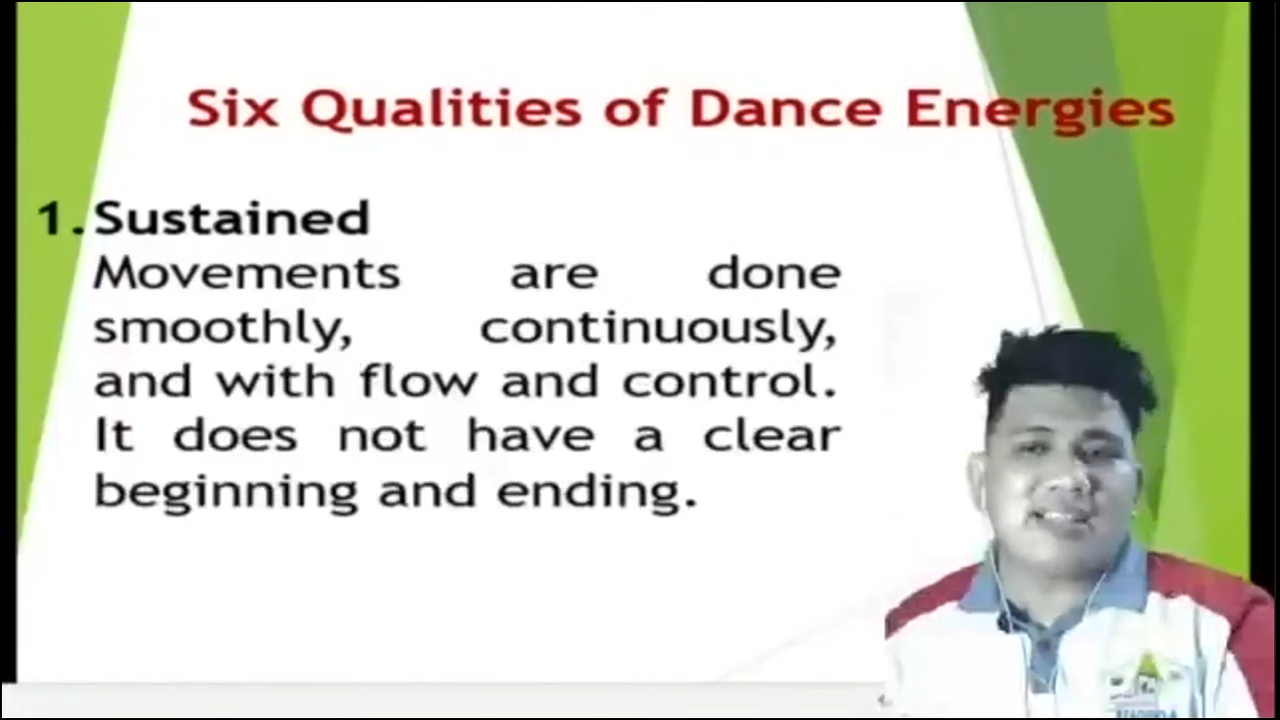 Six Qualities of Dance Energies
1. Sustained
Movements are done
smoothly, continuously,
and with flow and control.
It does not have a clear
beginning and ending.